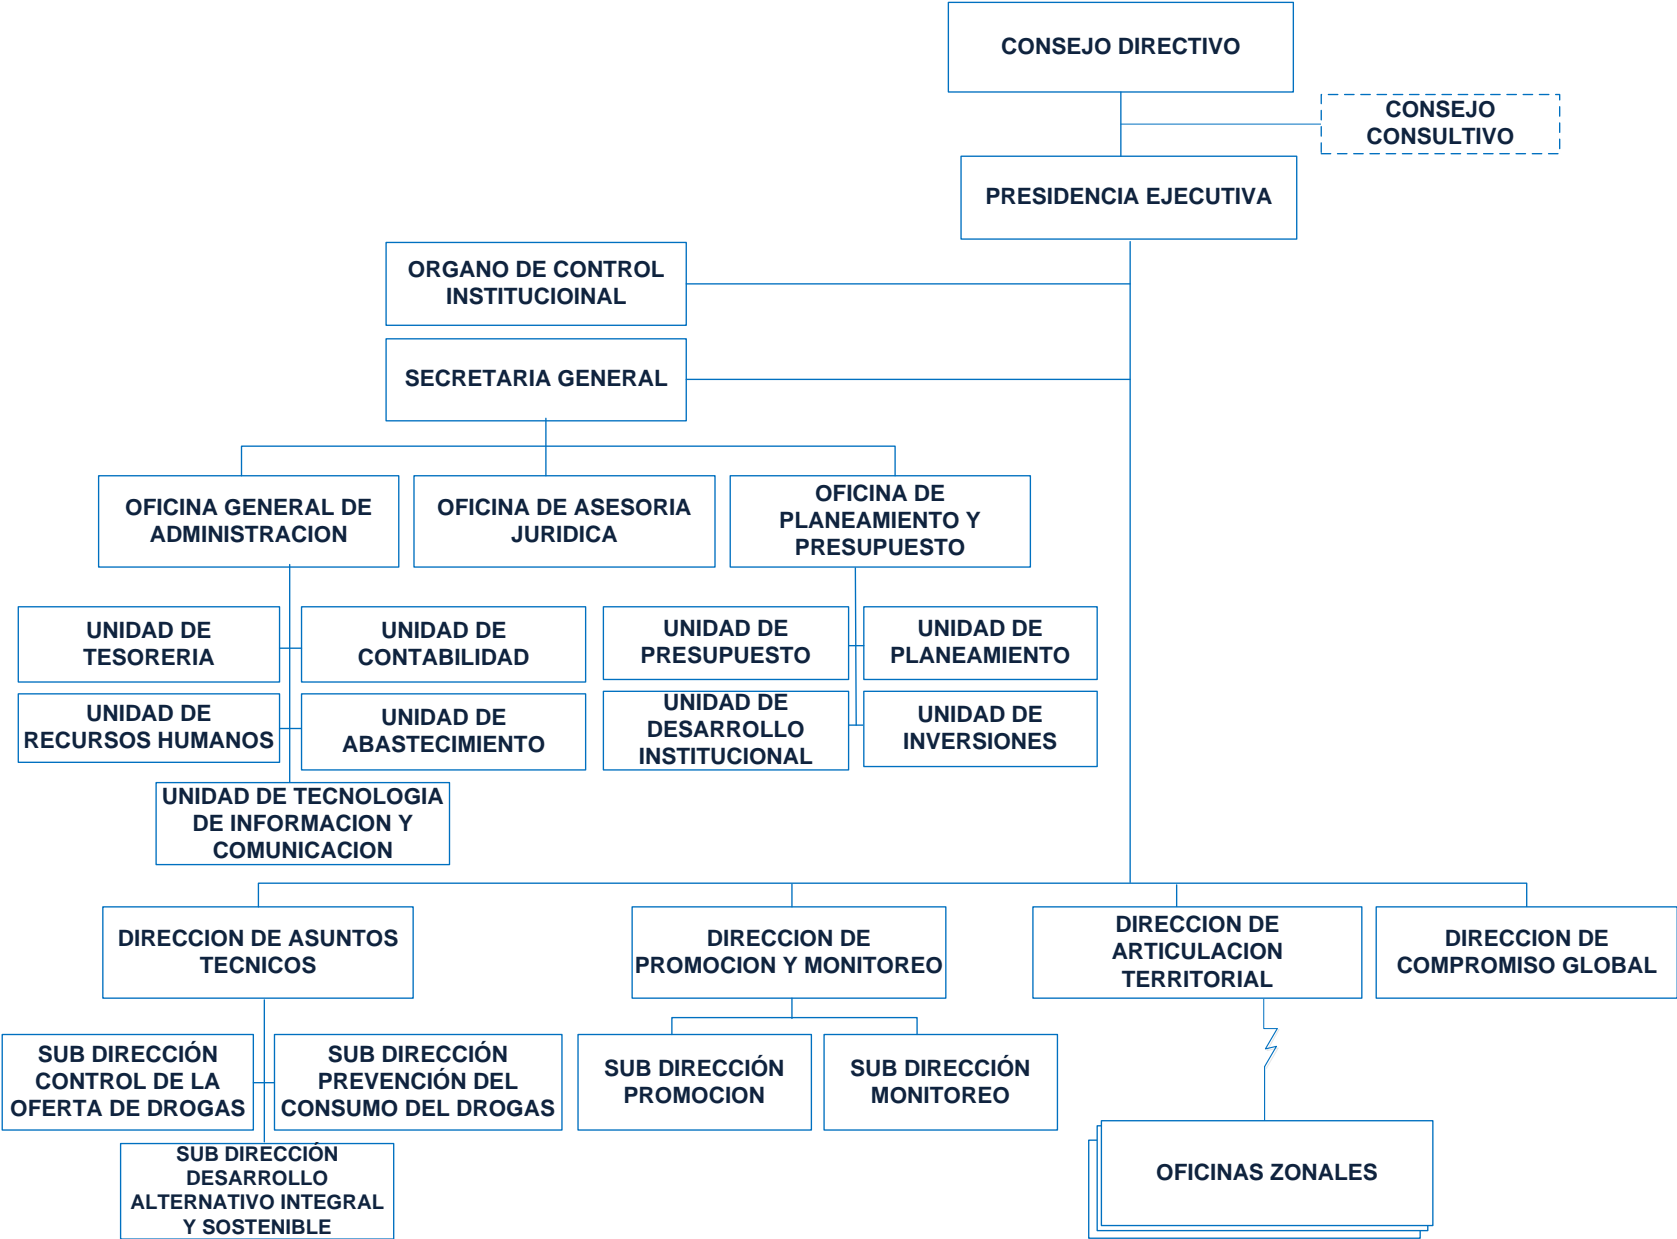 CONSEJO DIRECTIVO
CONSEJO
CONSULTIVO
PRESIDENCIA EJECUTIVA
ORGANO DE CONTROL
INSTITUCIOINAL
SECRETARIA GENERAL
OFICINA GENERAL DE
ADMINISTRACION
OFICINA DE ASESORIA
JURIDICA
OFICINA DE
PLANEAMIENTO Y
PRESUPUESTO
UNIDAD DE
TESORERIA
UNIDAD DE
CONTABILIDAD
UNIDAD DE
PRESUPUESTO
UNIDAD DE
PLANEAMIENTO
UNIDAD DE
RECURSOS HUMANOS
UNIDAD DE
ABASTECIMIENTO
UNIDAD DE
DESARROLLO
INSTITUCIONAL
UNIDAD DE
INVERSIONES
UNIDAD DE TECNOLOGIA
DE INFORMACION Y
COMUNICACION
DIRECCION DE ASUNTOS
TECNICOS
DIRECCION DE
PROMOCION Y MONITOREO
DIRECCION DE
ARTICULACION
TERRITORIAL
DIRECCION DE
COMPROMISO GLOBAL
SUB DIRECCIÓN
CONTROL DE LA
OFERTA DE DROGAS
SUB DIRECCIÓN
PREVENCIÓN DEL
CONSUMO DEL DROGAS
SUB DIRECCIÓN
PROMOCION
SUB DIRECCIÓN
MONITOREO
SUB DIRECCIÓN
DESARROLLO
ALTERNATIVO INTEGRAL
Y SOSTENIBLE
OFICINAS ZONALES